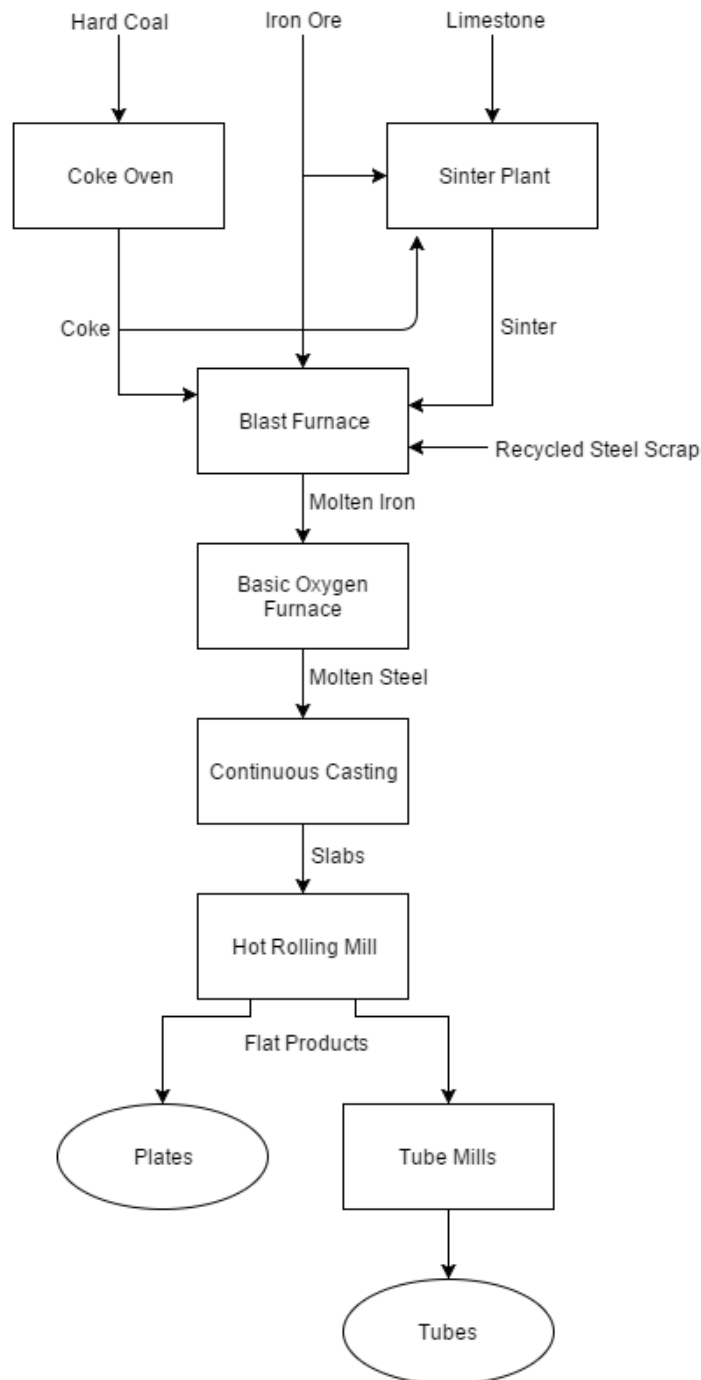 Hard Coal
Iron Ore
Limestone
Coke Oven
Sinter Plant
Coke
Sinter
Blast Furnace
Recycled Steel Scrap
Molten Iron
Basic Oxygen
Furnace
Molten Steel
Continuous Casting
Slabs
Hot Rolling Mill
Flat Products
Plates
Tube Mills
Tubes